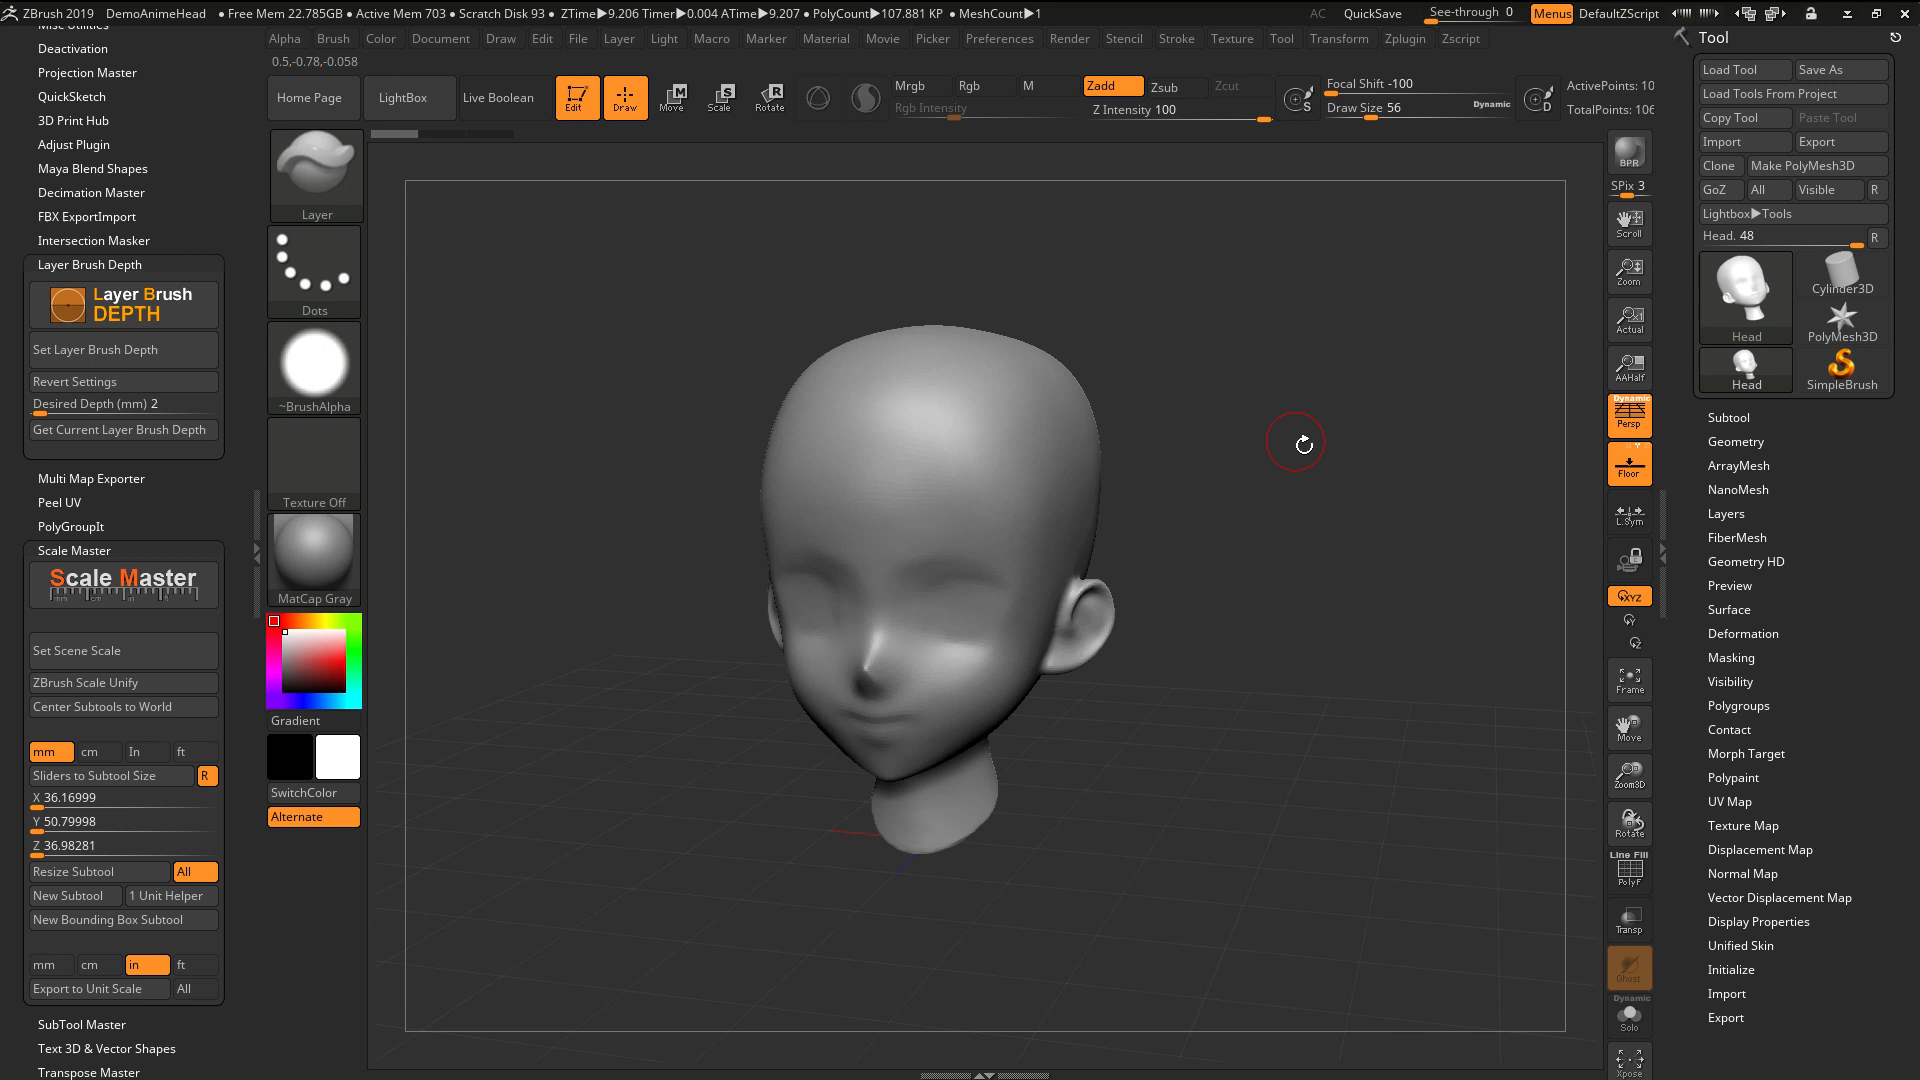 ZBrush 2019 DemoAnimeHead • Free Mem 22.785GB • Active Mem 703 • Scratch Disk 93 • ZTime▶9.206 Timer▶0.004 ATime▶9.207 • PolyCount▶107.881 KP • MeshCount▶1 AC QuickSave See-through 0 Menus DefaultZScript
Alpha Brush Color Document Draw Edit File Layer Light Macro Marker Material Movie Picker Preferences Render Stencil Stroke Texture Tool Transform Zplugin Zscript
0.5,-0.78,-0.058
Home Page LightBox Live Boolean Edit Draw Move Scale Rotate
M S R
Mrgb Rgb M
Rgb Intensity
Zadd Zsub Zcut
Z Intensity 100
S
Focal Shift -100
Draw Size 56 Dynamic
D
ActivePoints: 10
TotalPoints: 106
Misc Utilities
Deactivation
Projection Master
QuickSketch
3D Print Hub
Adjust Plugin
Maya Blend Shapes
Decimation Master
FBX ExportImport
Intersection Masker
Layer Brush Depth
Layer Brush
DEPTH
Set Layer Brush Depth
Revert Settings
Desired Depth (mm) 2
Get Current Layer Brush Depth
Multi Map Exporter
Peel UV
PolyGroupIt
Scale Master
Scale Master
mm cm in ft
Set Scene Scale
ZBrush Scale Unify
Center Subtools to World
mm cm In ft
Sliders to Subtool Size R
X 36.16999
Y 50.79998
Z 36.98281
Resize Subtool All
New Subtool 1 Unit Helper
New Bounding Box Subtool
mm cm in ft
Export to Unit Scale All
SubTool Master
Text 3D & Vector Shapes
Transpose Master
Layer
Dots
~BrushAlpha
Texture Off
MatCap Gray
Gradient
SwitchColor
Alternate
BPR
SPix 3
Scroll
Zoom
Actual
AAHalf
Dynamic
Persp
Floor
L.Sym
XYZ
Y
Z
Frame
Move
Zoom3D
Rotate
Line Fill
PolyF
Transp
Ghost
Dynamic
Solo
Xpose
Tool
Load Tool Save As
Load Tools From Project
Copy Tool Paste Tool
Import Export
Clone Make PolyMesh3D
GoZ All Visible R
Lightbox▶Tools
Head. 48 R
Head Cylinder3D
PolyMesh3D
Head SimpleBrush
Subtool
Geometry
ArrayMesh
NanoMesh
Layers
FiberMesh
Geometry HD
Preview
Surface
Deformation
Masking
Visibility
Polygroups
Contact
Morph Target
Polypaint
UV Map
Texture Map
Displacement Map
Normal Map
Vector Displacement Map
Display Properties
Unified Skin
Initialize
Import
Export